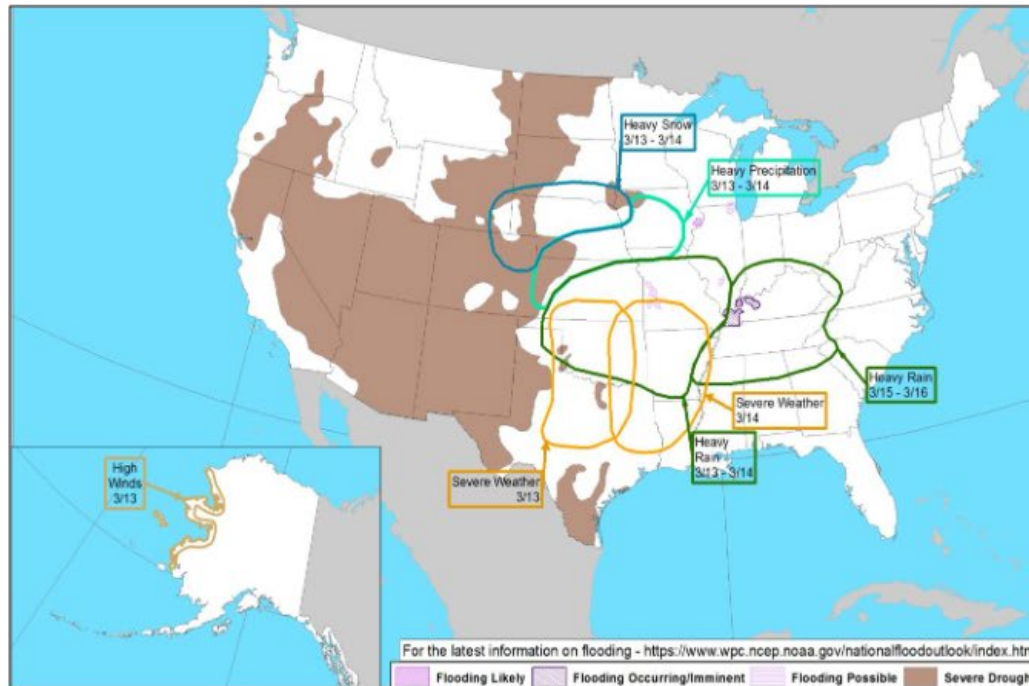 Heavy Snow
3/13 - 3/14
Heavy Precipitation
3/13 - 3/14
Heavy Rain
3/15 - 3/16
Severe Weather
3/14
Heavy
Rain
3/13 - 3/14
Severe Weather
3/13
High
Winds
3/13
For the latest information on flooding - https://www.wpc.ncep.noaa.gov/nationalfloodoutlook/index.htm
Flooding Likely
Flooding Occurring/Imminent
Flooding Possible
Severe Drough